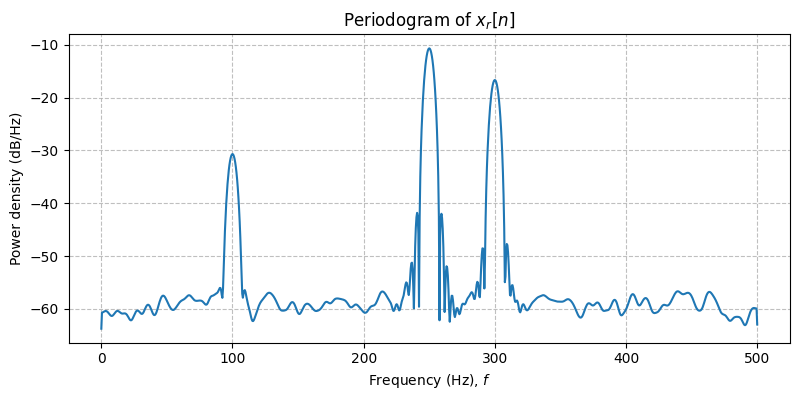 Periodogram of $x_r[n]$
Power density (dB/Hz)
−10
−20
−30
−40
−50
−60
0 100 200 300 400 500
Frequency (Hz), $f$